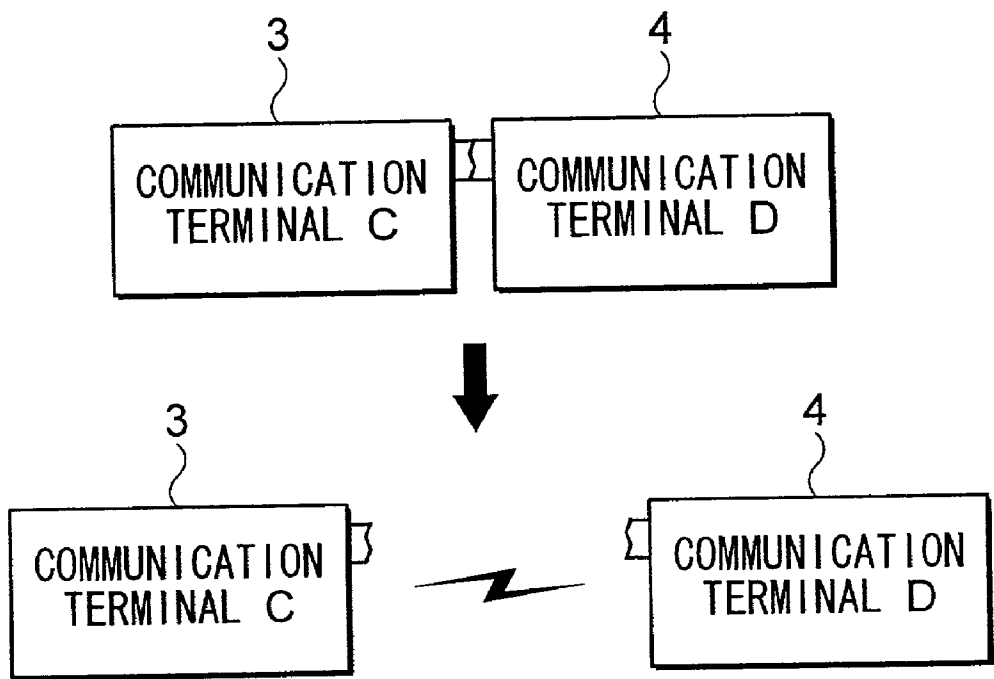 3
4
COMMUNICATION
TERMINAL C
COMMUNICATION
TERMINAL D
3
4
COMMUNICATION
TERMINAL C
COMMUNICATION
TERMINAL D